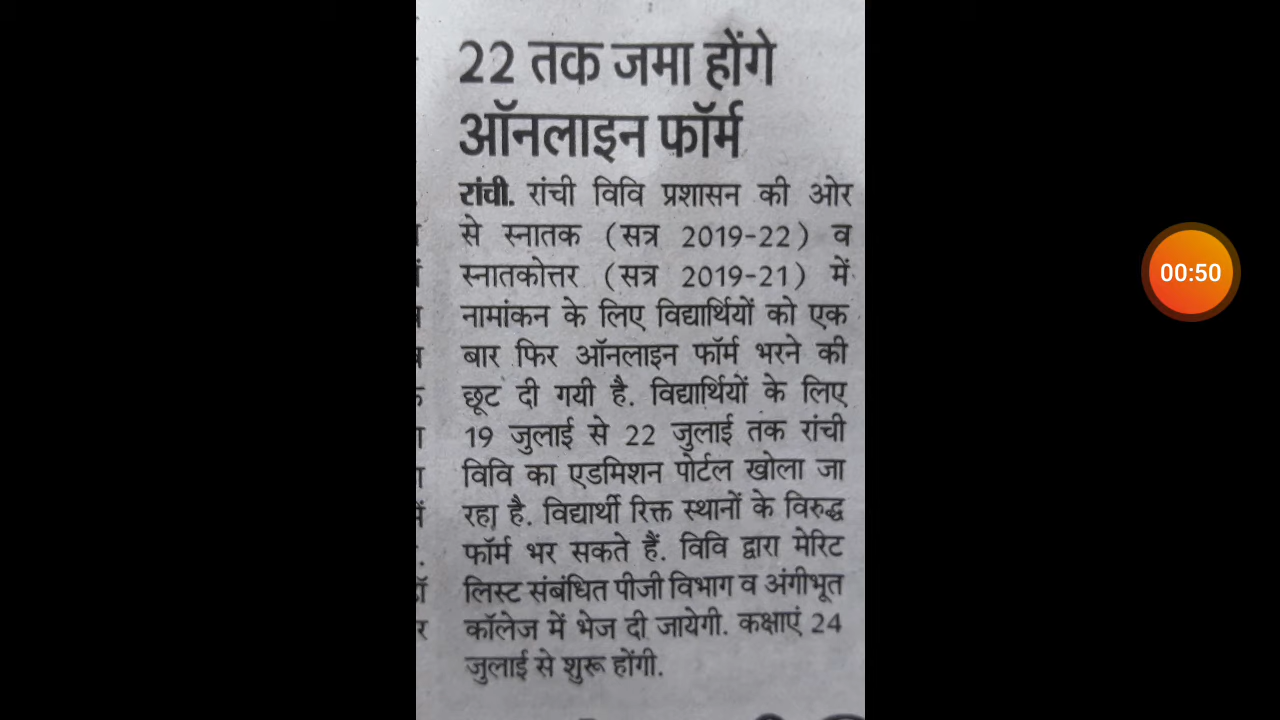 22 तक जमा होंगे
ऑनलाइन फॉर्म
रांची. रांची विवि प्रशासन की ओर
से स्नातक (सत्र 2019-22) व
स्नातकोत्तर (सत्र 2019-21) में
नामांकन के लिए विद्यार्थियों को एक
बार फिर ऑनलाइन फॉर्म भरने की
छूट दी गयी है. विद्यार्थियों के लिए
19 जुलाई से 22 जुलाई तक रांची
विवि का एडमिशन पोर्टल खोला जा
रहा है. विद्यार्थी रिक्त स्थानों के विरुद्ध
फॉर्म भर सकते हैं. विवि द्वारा मेरिट
लिस्ट संबंधित पीजी विभाग व अंगीभूत
कॉलेज में भेज दी जायेगी. कक्षाएं 24
जुलाई से शुरू होंगी.
00:50